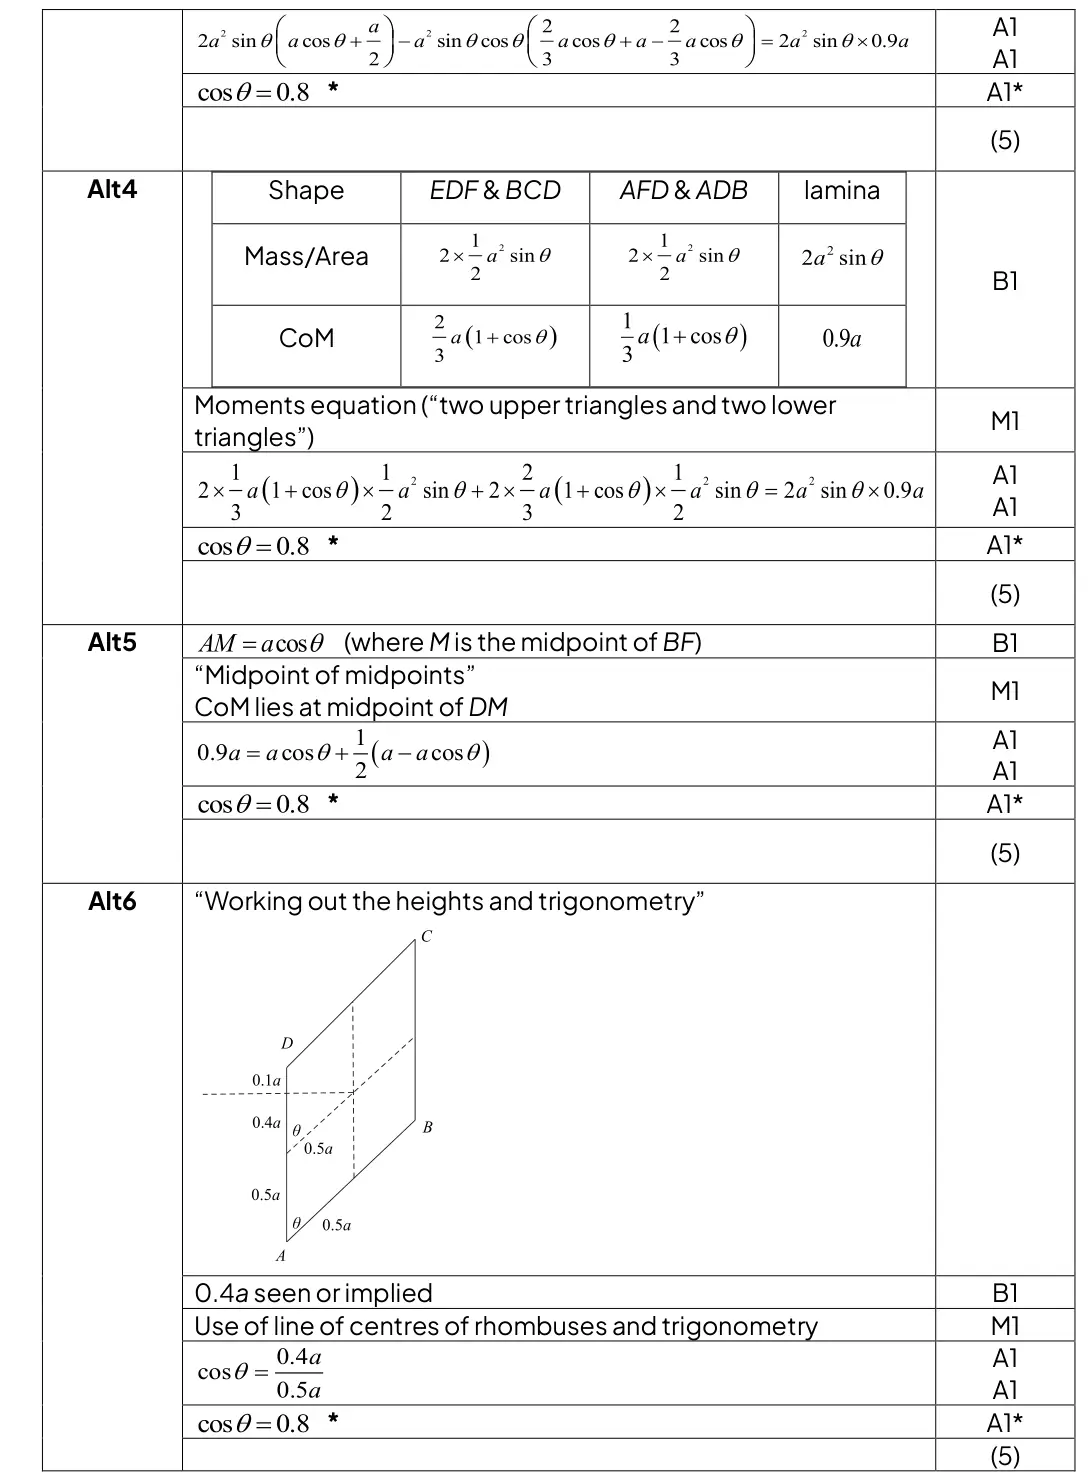 2a² sin θ(a cos θ + a/2) − a² sin θ cos θ(2/3 a cos θ + a − 2/3 a cos θ) = 2a² sin θ × 0.9a
A1
A1
cos θ = 0.8 *
A1*
(5)
Alt4
Shape EDF & BCD AFD & ADB lamina
Mass/Area 2 × 1/2 a² sin θ 2 × 1/2 a² sin θ 2a² sin θ
CoM 2/3 a(1 + cos θ) 1/3 a(1 + cos θ) 0.9a
B1
Moments equation (“two upper triangles and two lower
triangles”)
M1
2 × 1/3 a(1 + cos θ) × 1/2 a² sin θ + 2 × 2/3 a(1 + cos θ) × 1/2 a² sin θ = 2a² sin θ × 0.9a
A1
A1
cos θ = 0.8 *
A1*
(5)
Alt5
AM = a cos θ (where M is the midpoint of BF)
B1
“Midpoint of midpoints”
CoM lies at midpoint of DM
M1
0.9a = a cos θ + 1/2 (a − a cos θ)
A1
A1
cos θ = 0.8 *
A1*
(5)
Alt6
“Working out the heights and trigonometry”
C
D
0.1a
0.4a
θ
0.5a
B
0.5a
θ
0.5a
A
0.4a seen or implied
B1
Use of line of centres of rhombuses and trigonometry
M1
cos θ = 0.4a/0.5a
A1
A1
cos θ = 0.8 *
A1*
(5)